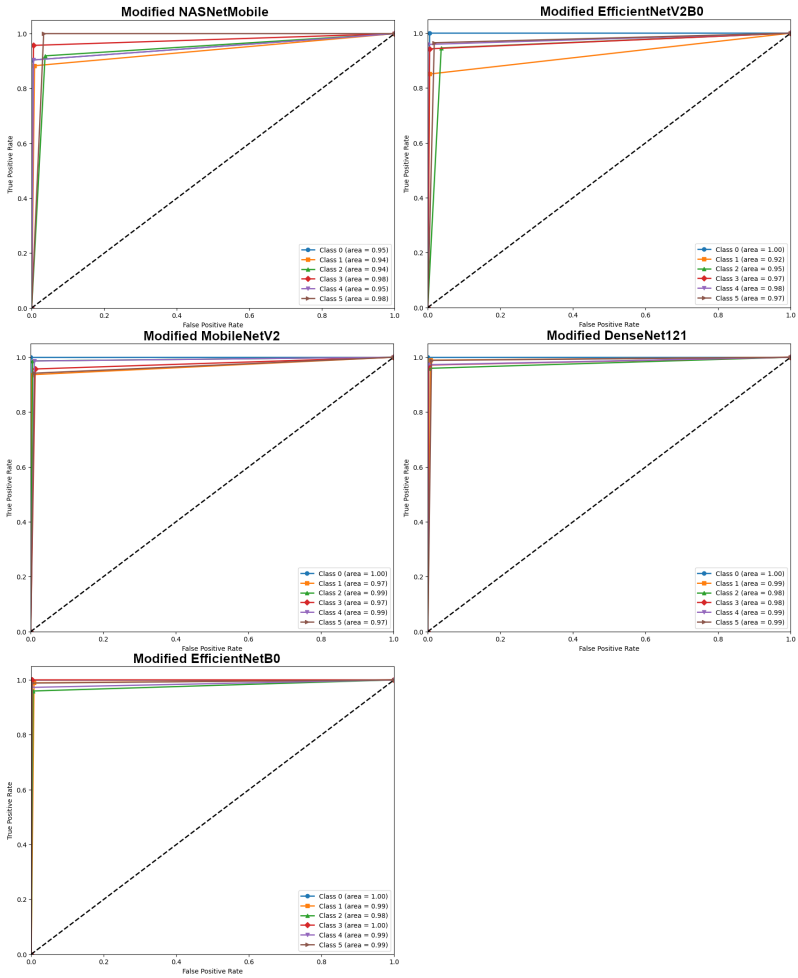 Modified NASNetMobile
1.0
0.8
0.6
0.4
0.2
0.0
True Positive Rate
Class 0 (area = 0.95)
Class 1 (area = 0.94)
Class 2 (area = 0.94)
Class 3 (area = 0.98)
Class 4 (area = 0.95)
Class 5 (area = 0.98)
0.0 0.2 0.4 0.6 0.8 1.0
False Positive Rate
Modified EfficientNetV2B0
1.0
0.8
0.6
0.4
0.2
0.0
True Positive Rate
Class 0 (area = 1.00)
Class 1 (area = 0.92)
Class 2 (area = 0.95)
Class 3 (area = 0.97)
Class 4 (area = 0.98)
Class 5 (area = 0.97)
0.0 0.2 0.4 0.6 0.8 1.0
False Positive Rate
Modified MobileNetV2
1.0
0.8
0.6
0.4
0.2
0.0
True Positive Rate
Class 0 (area = 1.00)
Class 1 (area = 0.97)
Class 2 (area = 0.99)
Class 3 (area = 0.97)
Class 4 (area = 0.99)
Class 5 (area = 0.97)
0.0 0.2 0.4 0.6 0.8 1.0
False Positive Rate
Modified DenseNet121
1.0
0.8
0.6
0.4
0.2
0.0
True Positive Rate
Class 0 (area = 1.00)
Class 1 (area = 0.99)
Class 2 (area = 0.98)
Class 3 (area = 0.98)
Class 4 (area = 0.99)
Class 5 (area = 0.99)
0.0 0.2 0.4 0.6 0.8 1.0
False Positive Rate
Modified EfficientNetB0
1.0
0.8
0.6
0.4
0.2
0.0
True Positive Rate
Class 0 (area = 1.00)
Class 1 (area = 0.99)
Class 2 (area = 0.98)
Class 3 (area = 1.00)
Class 4 (area = 0.99)
Class 5 (area = 0.99)
0.0 0.2 0.4 0.6 0.8 1.0
False Positive Rate